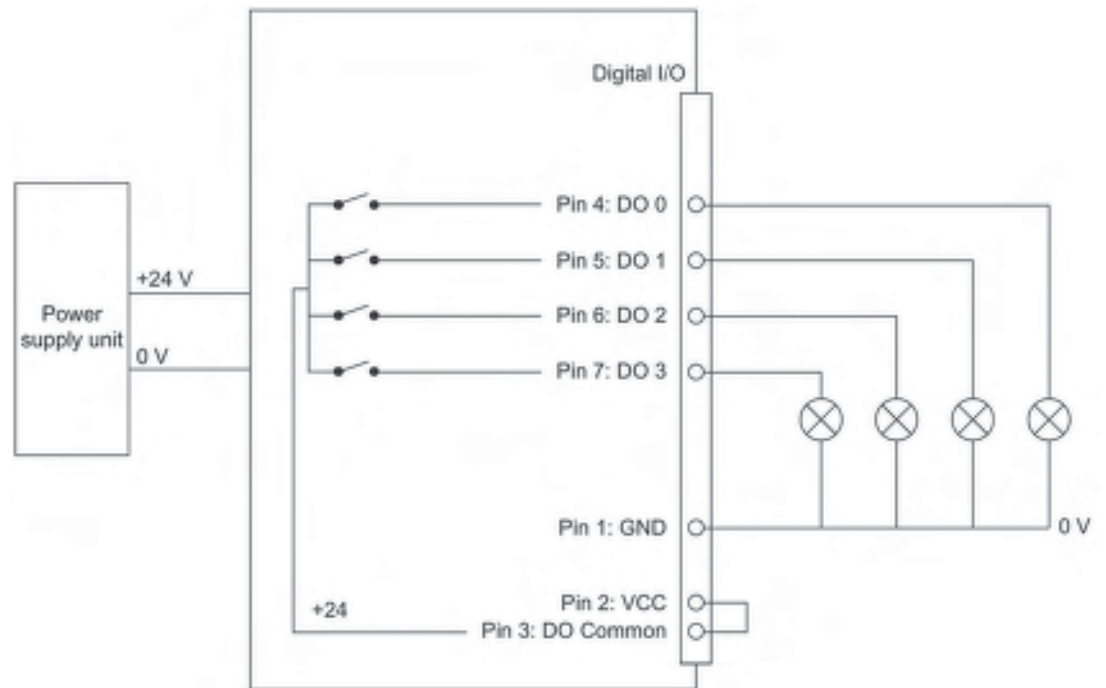 Digital I/O
Pin 4: DO 0
+24 V
Pin 5: DO 1
Power
supply unit
Pin 6: DO 2
0 V
Pin 7: DO 3
Pin 1: GND
0 V
Pin 2: VCC
+24
Pin 3: DO Common